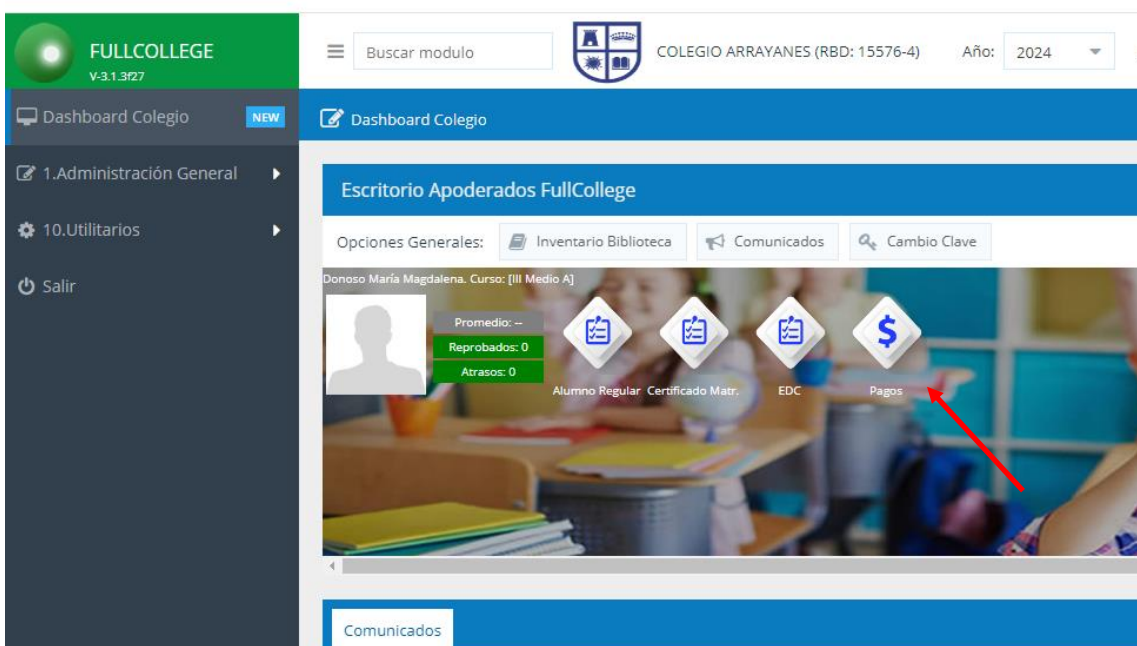 FULLCOLLEGE
V-3.1.3f27
Buscar modulo
COLEGIO ARRAYANES (RBD: 15576-4)
Año:
2024
Dashboard Colegio
NEW
Dashboard Colegio
1.Administración General
10.Utilitarios
Salir
Escritorio Apoderados FullCollege
Opciones Generales:
Inventario Biblioteca
Comunicados
Cambio Clave
Donoso María Magdalena. Curso: [III Medio A]
Promedio: --
Reprobados: 0
Atrasos: 0
Alumno Regular
Certificado Matr.
EDC
Pagos
Comunicados